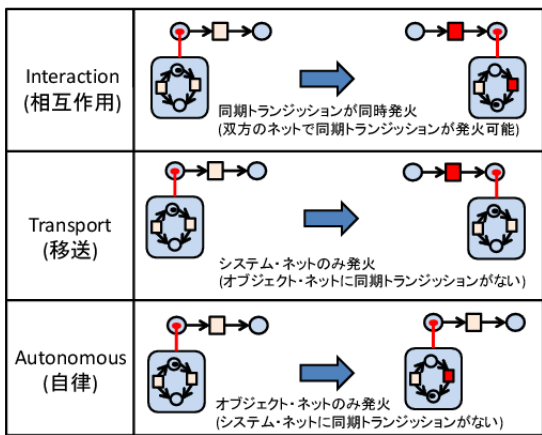 Interaction
(相互作用)
同期トランジッションが同時発火
(双方のネットで同期トランジッションが発火可能)
Transport
(移送)
システム・ネットのみ発火
(オブジェクト・ネットに同期トランジッションがない)
Autonomous
(自律)
オブジェクト・ネットのみ発火
(システム・ネットに同期トランジッションがない)